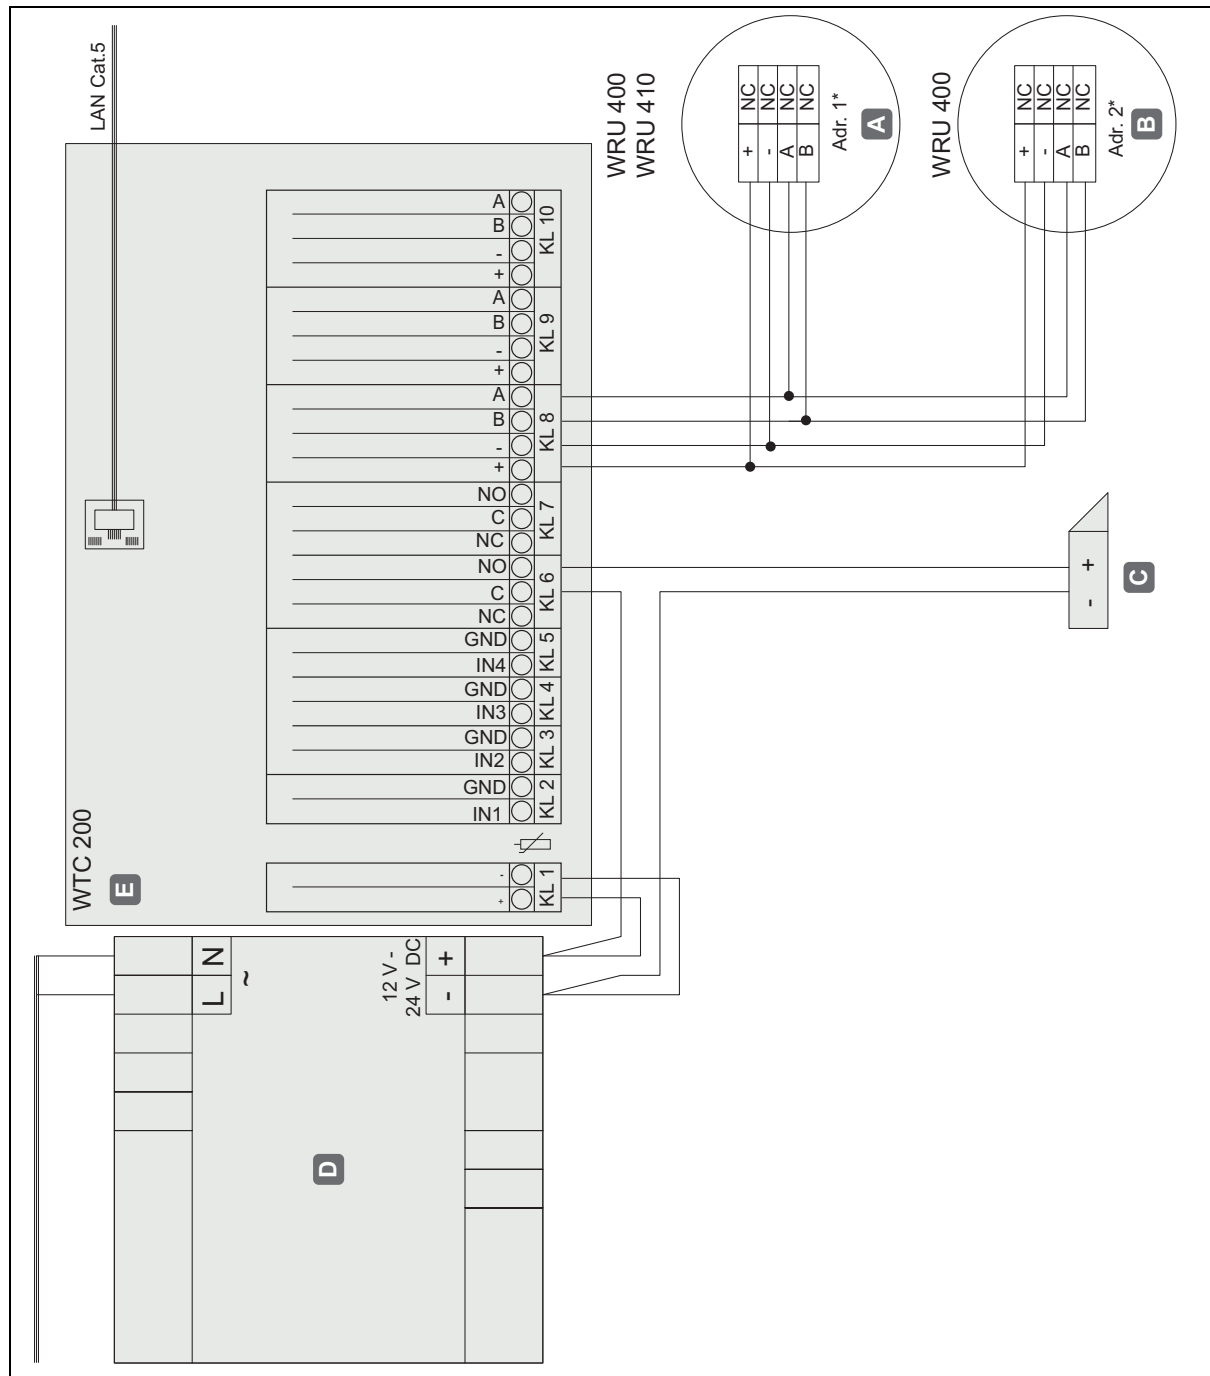 LAN Cat.5
WTC 200
E
A
B
-
+
KL 10
A
B
-
+
KL 9
A
B
-
+
KL 8
NO
C
NC
KL 7
NO
C
NC
KL 6
GND
IN4
KL 5
GND
IN3
KL 4
GND
IN2
KL 3
GND
IN1
KL 2
-
+
KL 1
WRU 400
WRU 410
+ NC
- NC
A NC
B NC
Adr. 1*
A
WRU 400
+ NC
- NC
A NC
B NC
Adr. 2*
B
- +
C
L N
~
12 V -
24 V DC
- +
D